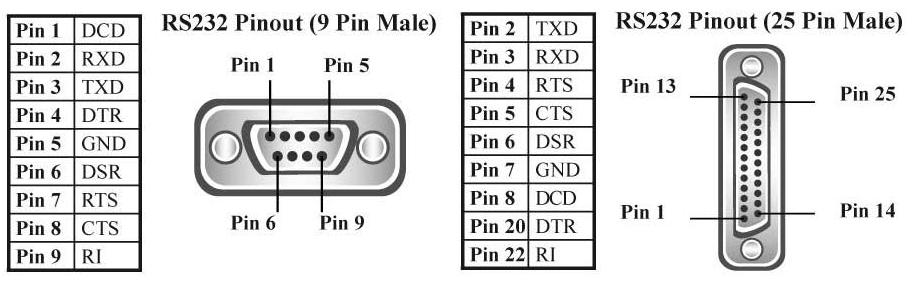 Pin 1 DCD
Pin 2 RXD
Pin 3 TXD
Pin 4 DTR
Pin 5 GND
Pin 6 DSR
Pin 7 RTS
Pin 8 CTS
Pin 9 RI
RS232 Pinout (9 Pin Male)
Pin 1 Pin 5
Pin 6 Pin 9
Pin 2 TXD
Pin 3 RXD
Pin 4 RTS
Pin 5 CTS
Pin 6 DSR
Pin 7 GND
Pin 8 DCD
Pin 20 DTR
Pin 22 RI
RS232 Pinout (25 Pin Male)
Pin 13 Pin 25
Pin 1 Pin 14